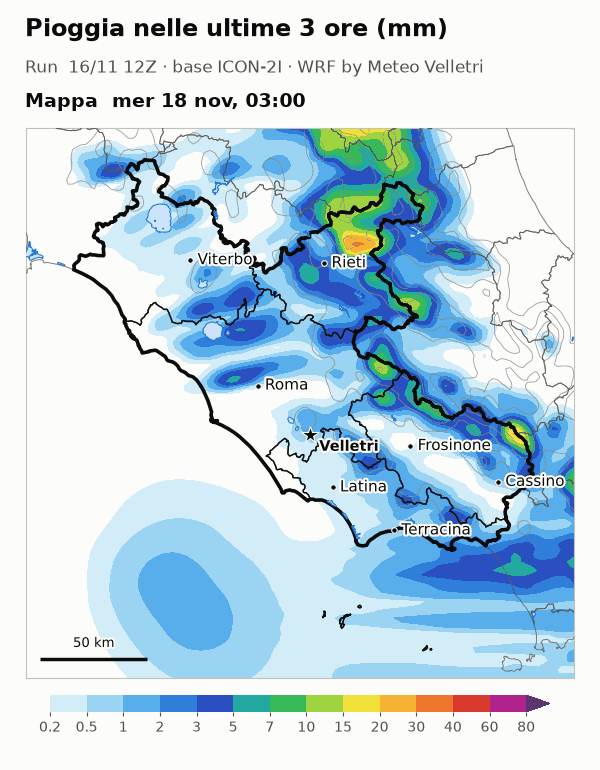 Pioggia nelle ultime 3 ore (mm)
Run  16/11 12Z · base ICON-2I · WRF by Meteo Velletri
Mappa  mer 18 nov, 03:00
Viterbo
Rieti
Roma
Velletri
Frosinone
Latina
Cassino
Terracina
50 km
0.2 0.5 1 2 3 5 7 10 15 20 30 40 60 80